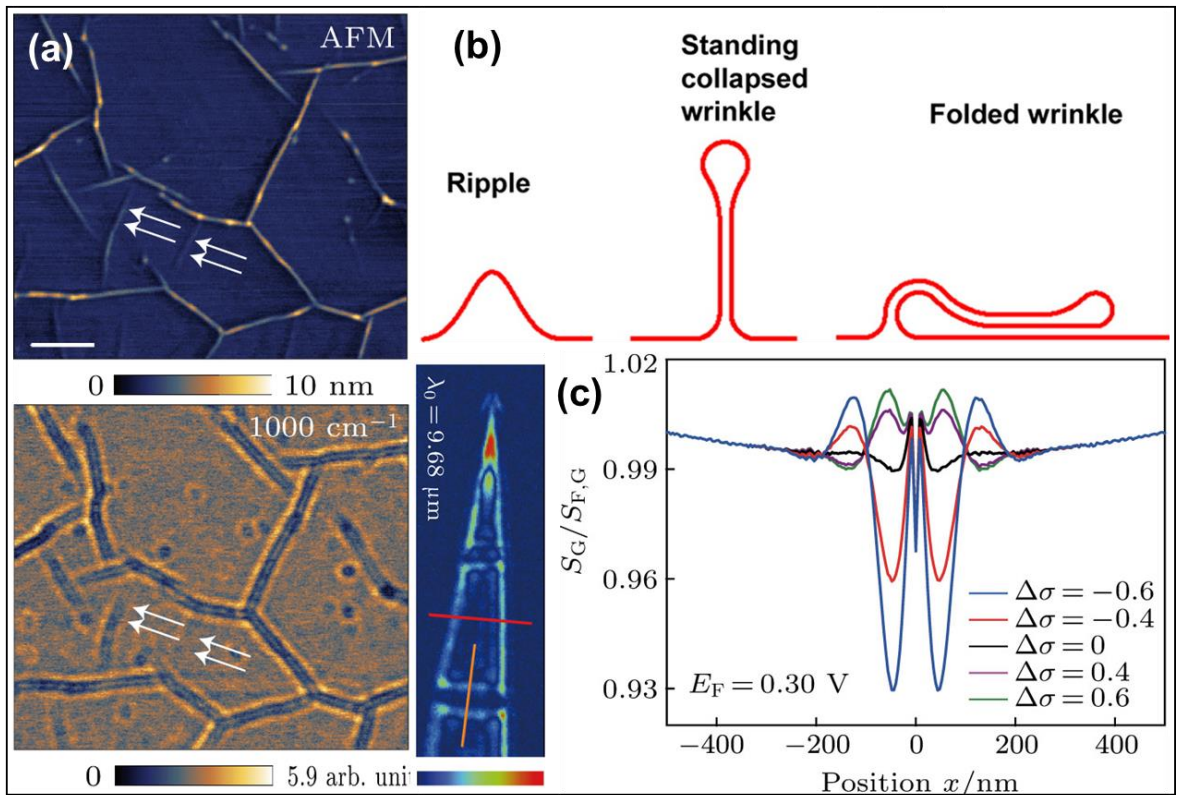 (a)
AFM
0 10 nm
1000 cm⁻¹
0 5.9 arb. unit
(b)
Ripple
Standing
collapsed
wrinkle
Folded wrinkle
λ₀ = 9.68 μm
(c)
1.02
0.99
0.96
0.93
S_G/S_F,G
Δσ = −0.6
Δσ = −0.4
Δσ = 0
Δσ = 0.4
Δσ = 0.6
E_F = 0.30 V
−400 −200 0 200 400
Position x/nm